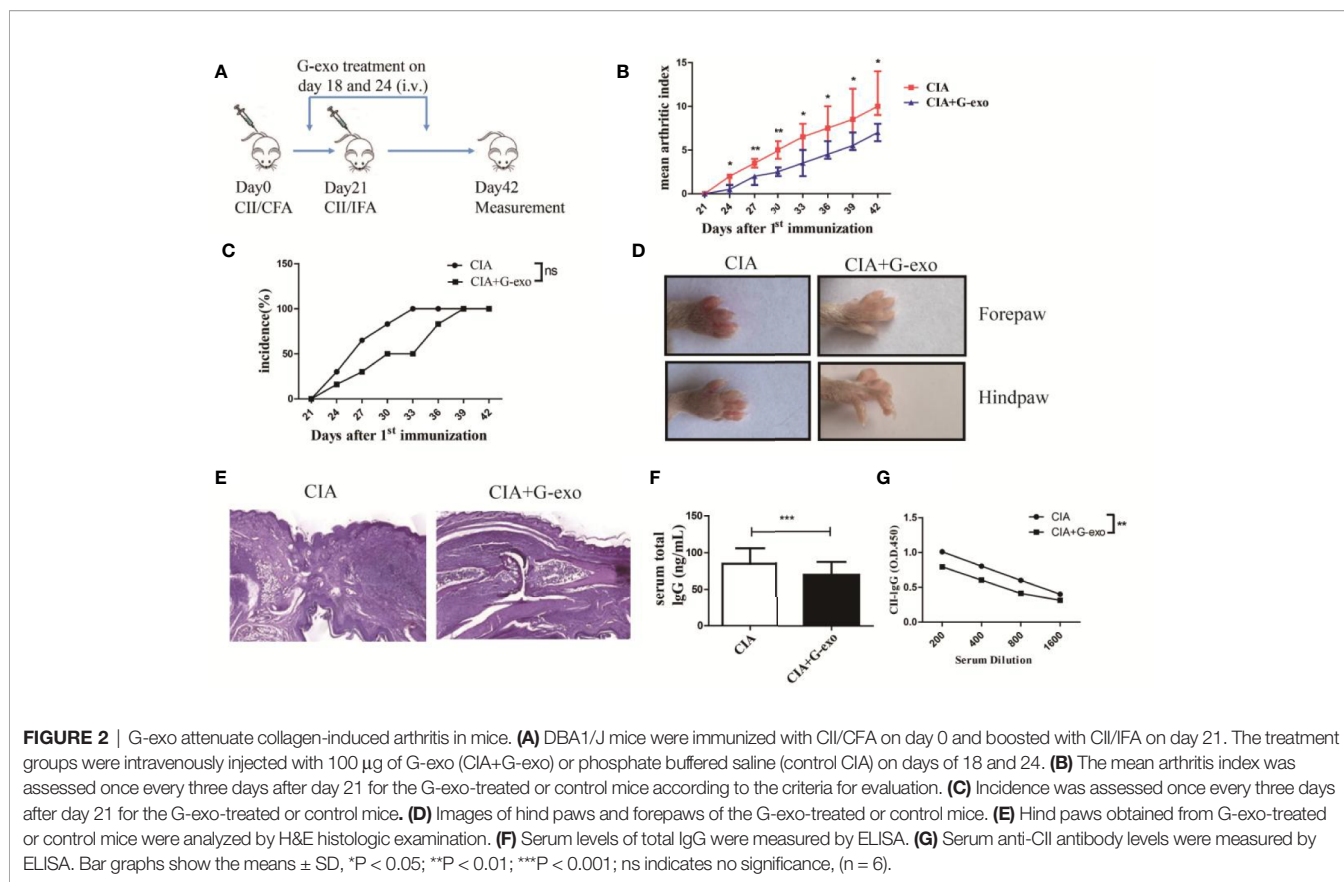 A
G-exo treatment on
day 18 and 24 (i.v.)
Day0
CII/CFA
Day21
CII/IFA
Day42
Measurement
B
mean arthritic index
15
10
5
0
* ** ** * * * *
21 24 27 30 33 36 39 42
Days after 1st immunization
CIA
CIA+G-exo
C
incidence(%)
150
100
50
0
21 24 27 30 33 36 39 42
Days after 1st immunization
CIA
CIA+G-exo
ns
D
CIA CIA+G-exo
Forepaw
Hindpaw
E
CIA CIA+G-exo
F
serum total
IgG (ng/mL)
150
100
50
0
***
CIA CIA+G-exo
G
CII-IgG (O.D.450)
1.5
1.0
0.5
0.0
200 400 800 1600
Serum Dilution
CIA
CIA+G-exo
**
FIGURE 2 | G-exo attenuate collagen-induced arthritis in mice. (A) DBA1/J mice were immunized with CII/CFA on day 0 and boosted with CII/IFA on day 21. The treatment
groups were intravenously injected with 100 μg of G-exo (CIA+G-exo) or phosphate buffered saline (control CIA) on days of 18 and 24. (B) The mean arthritis index was
assessed once every three days after day 21 for the G-exo-treated or control mice according to the criteria for evaluation. (C) Incidence was assessed once every three days
after day 21 for the G-exo-treated or control mice. (D) Images of hind paws and forepaws of the G-exo-treated or control mice. (E) Hind paws obtained from G-exo-treated
or control mice were analyzed by H&E histologic examination. (F) Serum levels of total IgG were measured by ELISA. (G) Serum anti-CII antibody levels were measured by
ELISA. Bar graphs show the means ± SD, *P < 0.05; **P < 0.01; ***P < 0.001; ns indicates no significance, (n = 6).